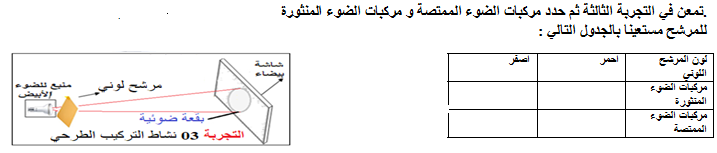 .تمعن في التجربة الثالثة ثم حدد مركبات الضوء الممتصة و مركبات الضوء المنثورة
للمرشح مستعينا بالجدول التالي :
لون المرشح اللوني
احمر
اصفر
مركبات الضوء المنثورة
مركبات الضوء الممتصة
شاشة بيضاء
مرشح لوني
منبع للضوء الأبيض
بقعة ضوئية
التجربة 03 نشاط التركيب الطرحي